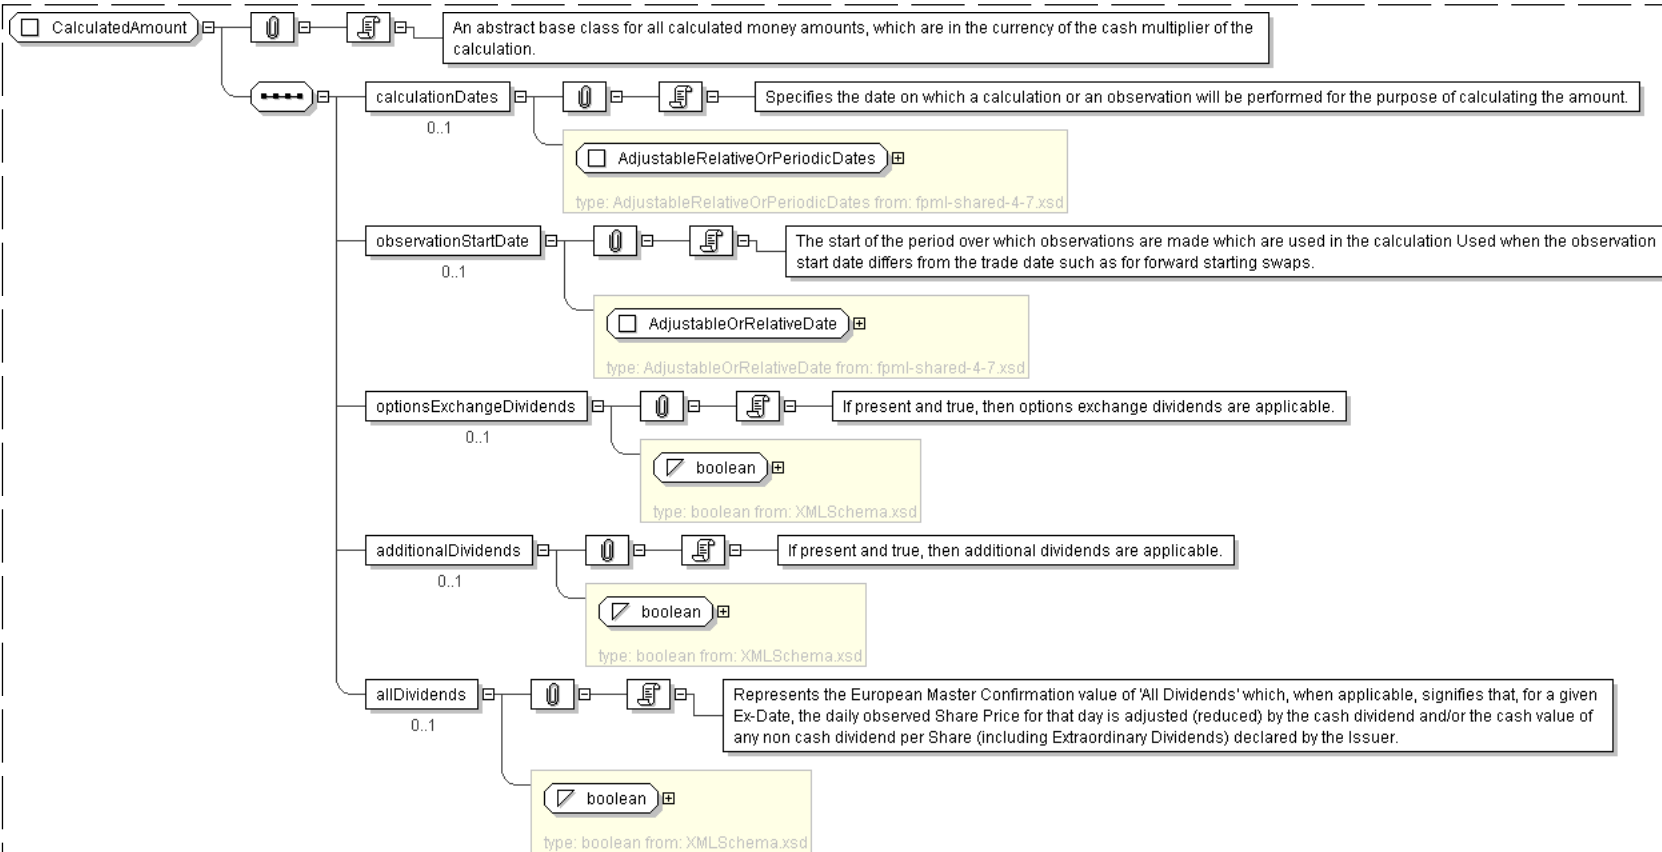 CalculatedAmount
An abstract base class for all calculated money amounts, which are in the currency of the cash multiplier of the
calculation.
calculationDates
Specifies the date on which a calculation or an observation will be performed for the purpose of calculating the amount.
0..1
AdjustableRelativeOrPeriodicDates
type: AdjustableRelativeOrPeriodicDates from: fpml-shared-4-7.xsd
observationStartDate
The start of the period over which observations are made which are used in the calculation Used when the observation
start date differs from the trade date such as for forward starting swaps.
0..1
AdjustableOrRelativeDate
type: AdjustableOrRelativeDate from: fpml-shared-4-7.xsd
optionsExchangeDividends
If present and true, then options exchange dividends are applicable.
0..1
boolean
type: boolean from: XMLSchema.xsd
additionalDividends
If present and true, then additional dividends are applicable.
0..1
boolean
type: boolean from: XMLSchema.xsd
allDividends
Represents the European Master Confirmation value of 'All Dividends' which, when applicable, signifies that, for a given
Ex-Date, the daily observed Share Price for that day is adjusted (reduced) by the cash dividend and/or the cash value of
any non cash dividend per Share (including Extraordinary Dividends) declared by the Issuer.
0..1
boolean
type: boolean from: XMLSchema.xsd